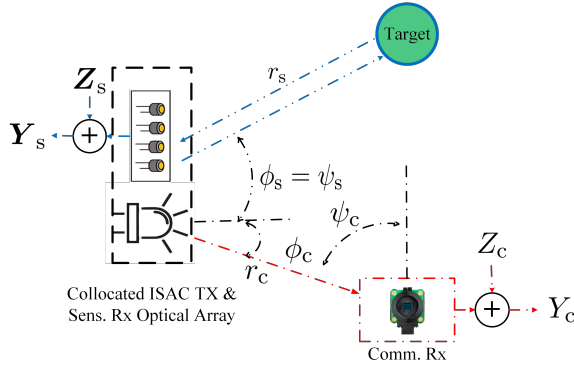 Target
r_s
Z_s
Y_s
+
ϕ_s = ψ_s
ψ_c
ϕ_c
r_c
Z_c
+
Y_c
Collocated ISAC TX &
Sens. Rx Optical Array
Comm. Rx